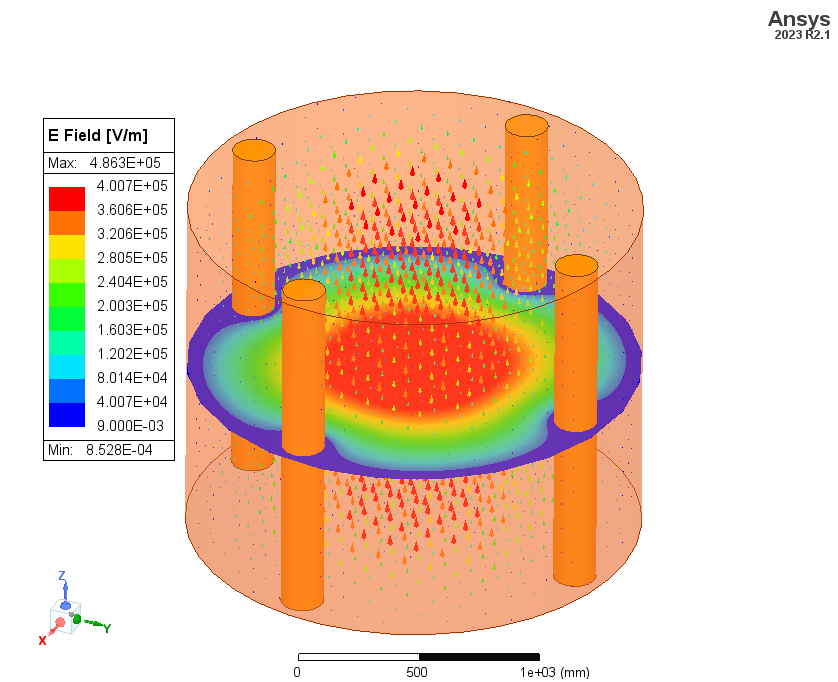 Ansys
2023 R2.1
E Field [V/m]
Max: 4.863E+05
4.007E+05
3.606E+05
3.206E+05
2.805E+05
2.404E+05
2.003E+05
1.603E+05
1.202E+05
8.014E+04
4.007E+04
9.000E-03
Min: 8.528E-04
Z
Y
X
0 500 1e+03 (mm)